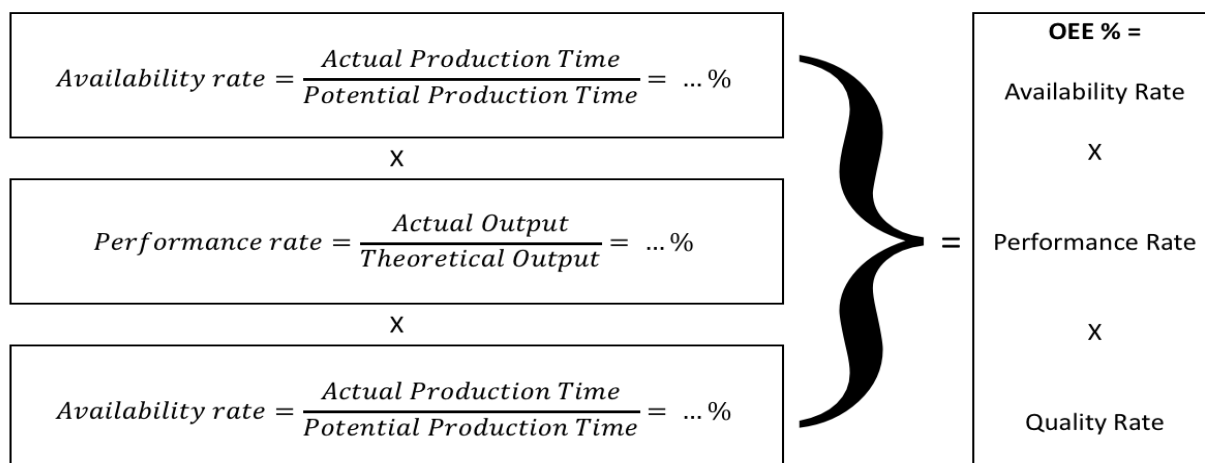 Availability rate = Actual Production Time / Potential Production Time = ... %
x
Performance rate = Actual Output / Theoretical Output = ... %
x
Availability rate = Actual Production Time / Potential Production Time = ... %
=
OEE % =
Availability Rate
X
Performance Rate
X
Quality Rate